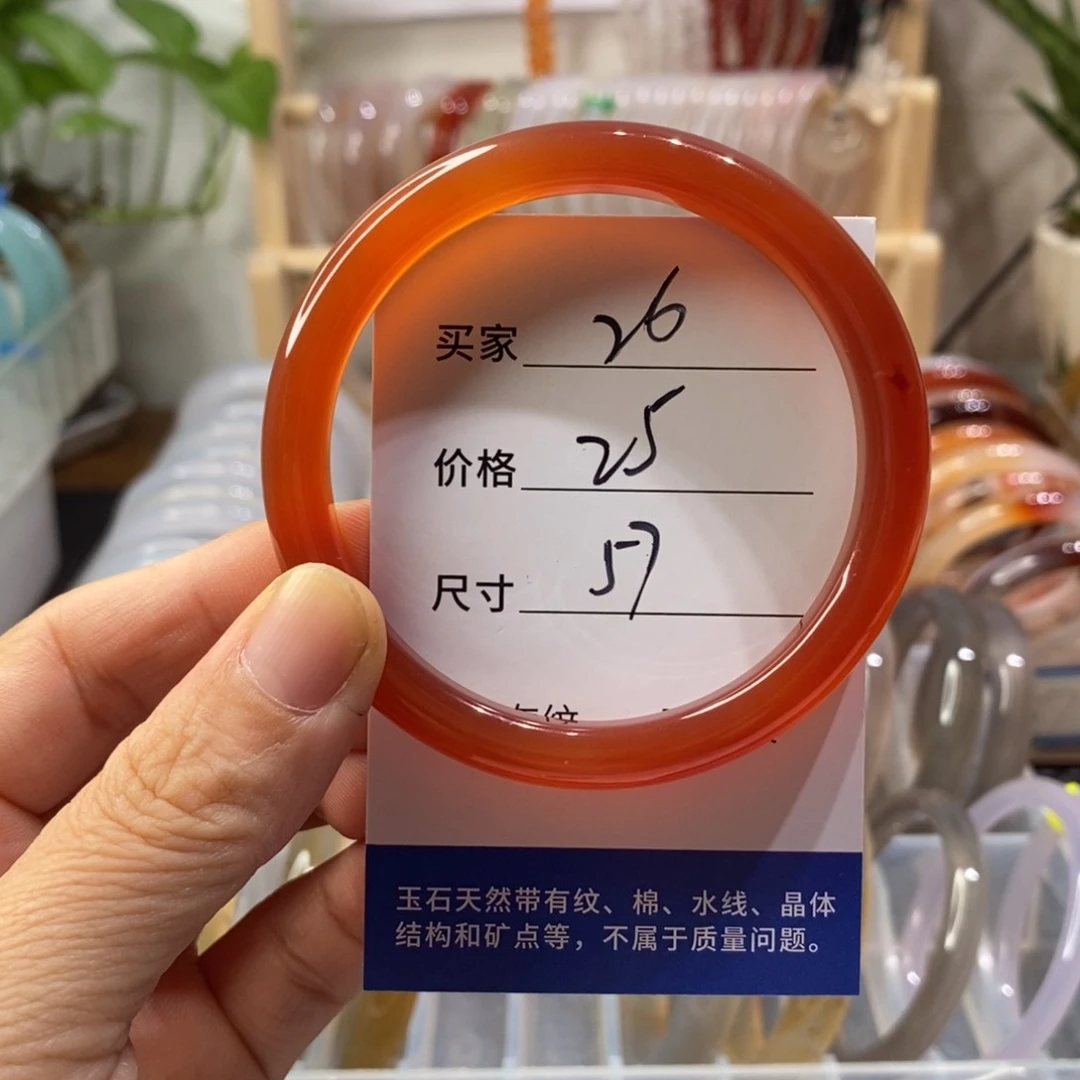 买家 26
价格 25
尺寸 57
玉石天然带有纹、棉、水线、晶体
结构和矿点等，不属于质量问题。